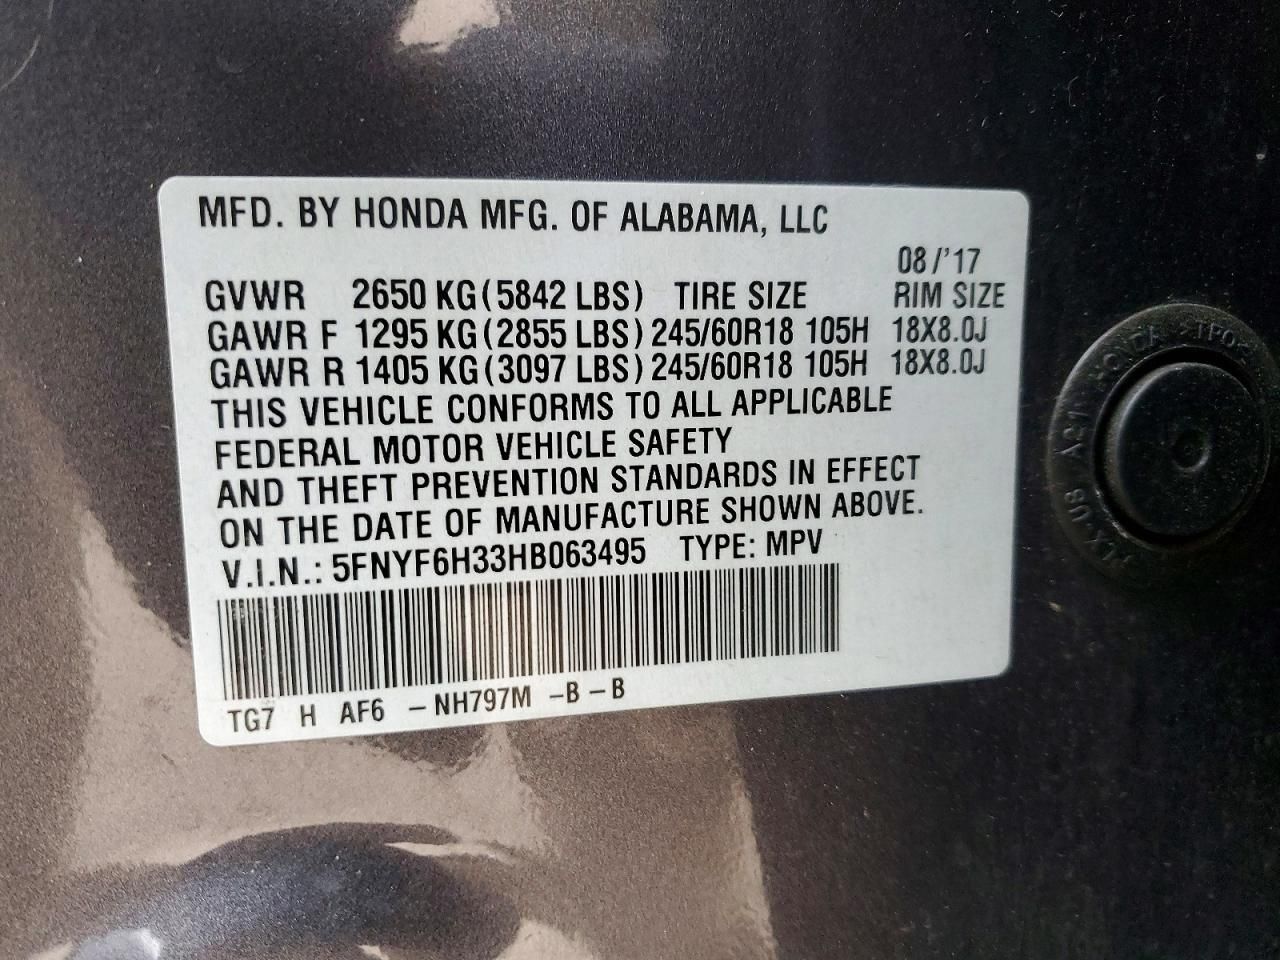 MFD. BY HONDA MFG. OF ALABAMA, LLC
08/'17
GVWR 2650 KG(5842 LBS) TIRE SIZE RIM SIZE
GAWR F 1295 KG(2855 LBS) 245/60R18 105H 18X8.0J
GAWR R 1405 KG(3097 LBS) 245/60R18 105H 18X8.0J
THIS VEHICLE CONFORMS TO ALL APPLICABLE
FEDERAL MOTOR VEHICLE SAFETY
AND THEFT PREVENTION STANDARDS IN EFFECT
ON THE DATE OF MANUFACTURE SHOWN ABOVE.
V.I.N.: 5FNYF6H33HB063495 TYPE: MPV
TG7 H AF6 -NH797M -B-B
HONDA